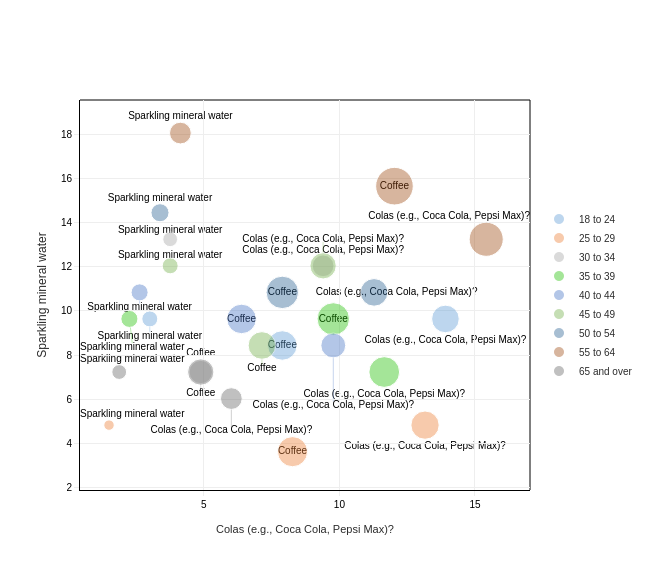 Sparkling mineral water
18
16
Coffee
Sparkling mineral water
Colas (e.g., Coca Cola, Pepsi Max)?
14
Sparkling mineral water
Colas (e.g., Coca Cola, Pepsi Max)?
Sparkling mineral water
Colas (e.g., Coca Cola, Pepsi Max)?
12
Coffee
Colas (e.g., Coca Cola, Pepsi Max)?
Sparkling mineral water
10
Coffee
Coffee
Sparkling mineral water
Colas (e.g., Coca Cola, Pepsi Max)?
Sparkling mineral water
Coffee
Coffee
8
Sparkling mineral water
Coffee
Coffee
Colas (e.g., Coca Cola, Pepsi Max)?
6
Colas (e.g., Coca Cola, Pepsi Max)?
Sparkling mineral water
Colas (e.g., Coca Cola, Pepsi Max)?
4
Coffee
Colas (e.g., Coca Cola, Pepsi Max)?
2
5
10
15
Colas (e.g., Coca Cola, Pepsi Max)?
Sparkling mineral water
18 to 24
25 to 29
30 to 34
35 to 39
40 to 44
45 to 49
50 to 54
55 to 64
65 and over